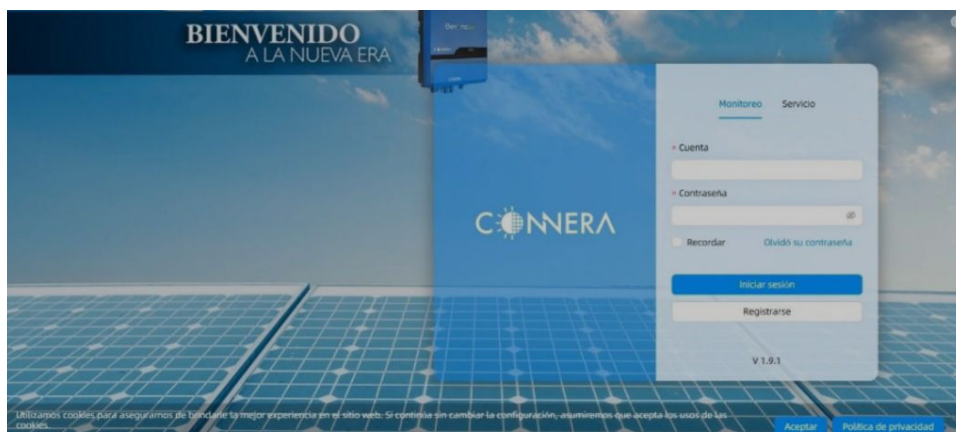 BIENVENIDO
A LA NUEVA ERA
Monitoreo Servicio
* Cuenta
* Contraseña
CONNERA
Recordar Olvidó su contraseña
Iniciar sesión
Registrarse
V 1.9.1
Utilizamos cookies para asegurarnos de brindarle la mejor experiencia en el sitio web. Si continúa sin cambiar la configuración, asumiremos que acepta los usos de las
cookies.
Aceptar Política de privacidad